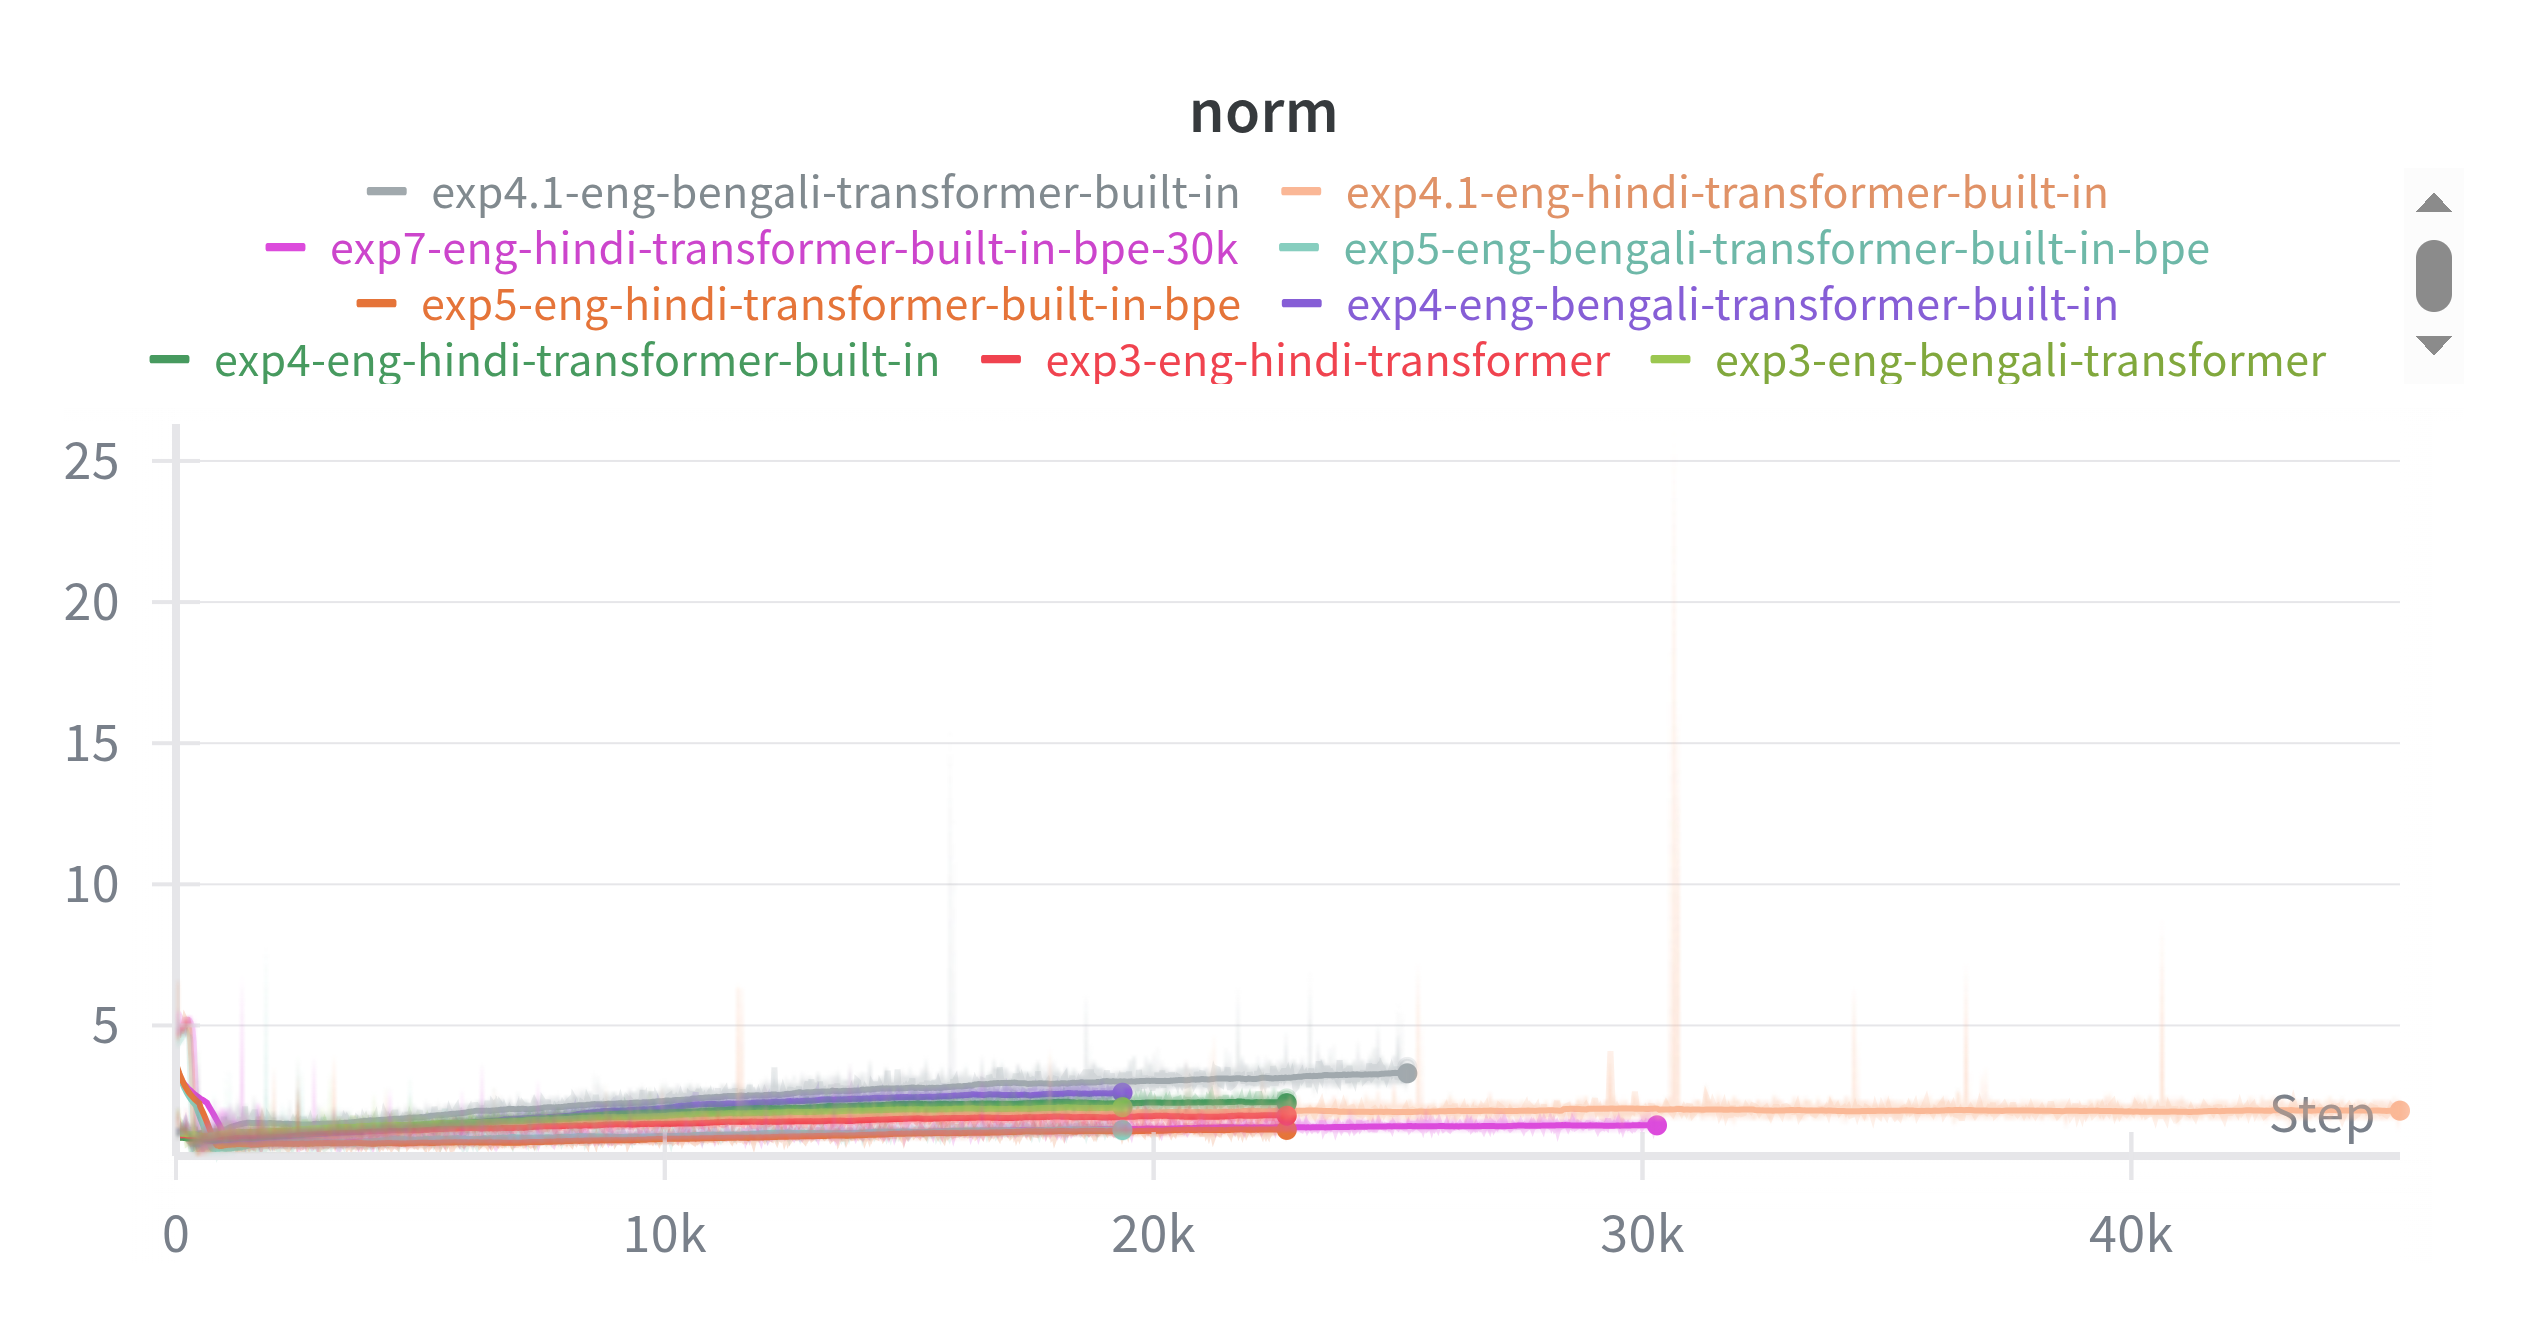 norm
exp4.1-eng-bengali-transformer-built-in exp4.1-eng-hindi-transformer-built-in
exp7-eng-hindi-transformer-built-in-bpe-30k exp5-eng-bengali-transformer-built-in-bpe
exp5-eng-hindi-transformer-built-in-bpe exp4-eng-bengali-transformer-built-in
exp4-eng-hindi-transformer-built-in exp3-eng-hindi-transformer exp3-eng-bengali-transformer
25
20
15
10
5
Step
0 10k 20k 30k 40k